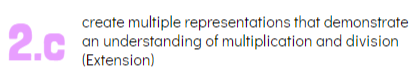 2.c
create multiple representations that demonstrate
an understanding of multiplication and division
(Extension)